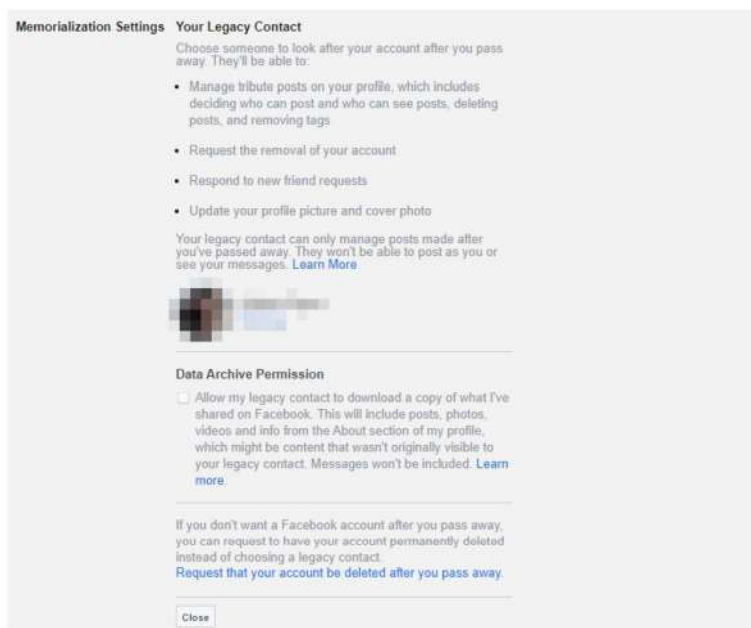 Memorialization Settings Your Legacy Contact
Choose someone to look after your account after you pass
away. They'll be able to:
Manage tribute posts on your profile, which includes
deciding who can post and who can see posts, deleting
posts, and removing tags
Request the removal of your account
Respond to new friend requests
Update your profile picture and cover photo
Your legacy contact can only manage posts made after
you've passed away. They won't be able to post as you or
see your messages. Learn More
Data Archive Permission
Allow my legacy contact to download a copy of what I've
shared on Facebook. This will include posts, photos,
videos and info from the About section of my profile,
which might be content that wasn't originally visible to
your legacy contact. Messages won't be included. Learn
more.
If you don't want a Facebook account after you pass away,
you can request to have your account permanently deleted
instead of choosing a legacy contact.
Request that your account be deleted after you pass away.
Close